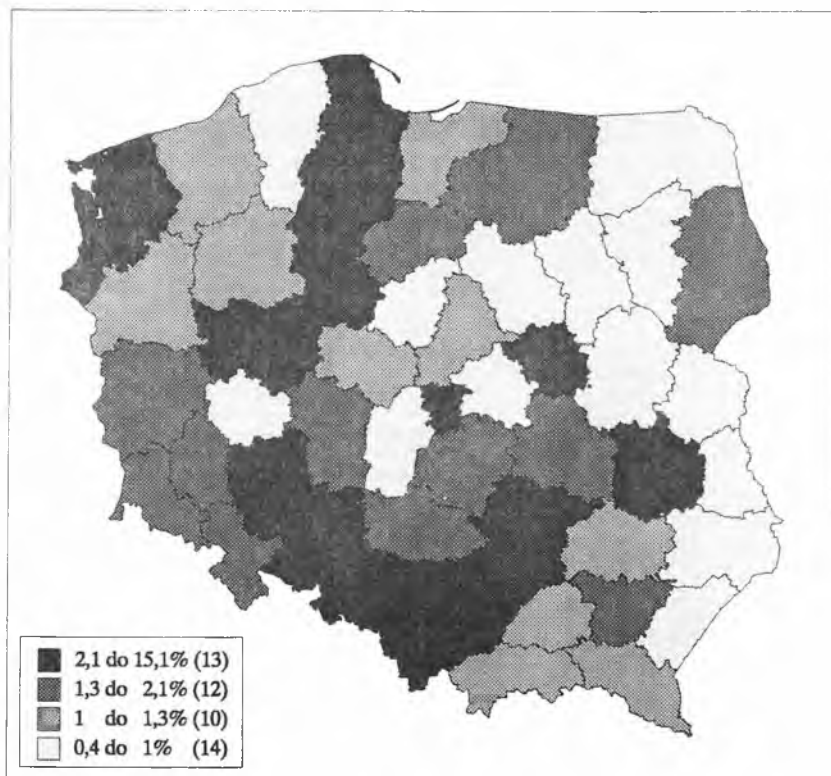 2,1 do 15,1% (13)
1,3 do 2,1% (12)
1 do 1,3% (10)
0,4 do 1% (14)